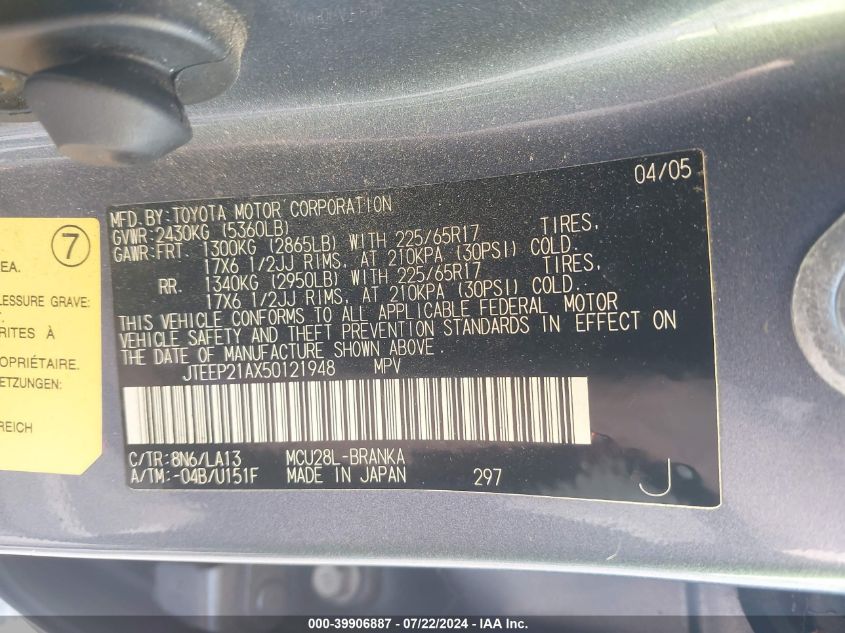 04/05
MFD. BY: TOYOTA MOTOR CORPORATION
GVWR: 2430KG (5360LB)
GAWR: FRT. 1300KG (2865LB) WITH 225/65R17 TIRES,
17X6 1/2JJ RIMS, AT 210KPA (30PSI) COLD.
RR. 1340KG (2950LB) WITH 225/65R17 TIRES,
17X6 1/2JJ RIMS, AT 210KPA (30PSI) COLD.
THIS VEHICLE CONFORMS TO ALL APPLICABLE FEDERAL MOTOR
VEHICLE SAFETY AND THEFT PREVENTION STANDARDS IN EFFECT ON
THE DATE OF MANUFACTURE SHOWN ABOVE.
JTEEP21AX50121948 MPV
C/TR: 8N6/LA13 MCU28L-BRANKA
A/TM: -04B/U151F MADE IN JAPAN 297 J
7
EA.
LESSURE GRAVE:
T.
RITES À
OPRIÉTAIRE.
ETZUNGEN:
REICH
000-39906887 - 07/22/2024 - IAA Inc.